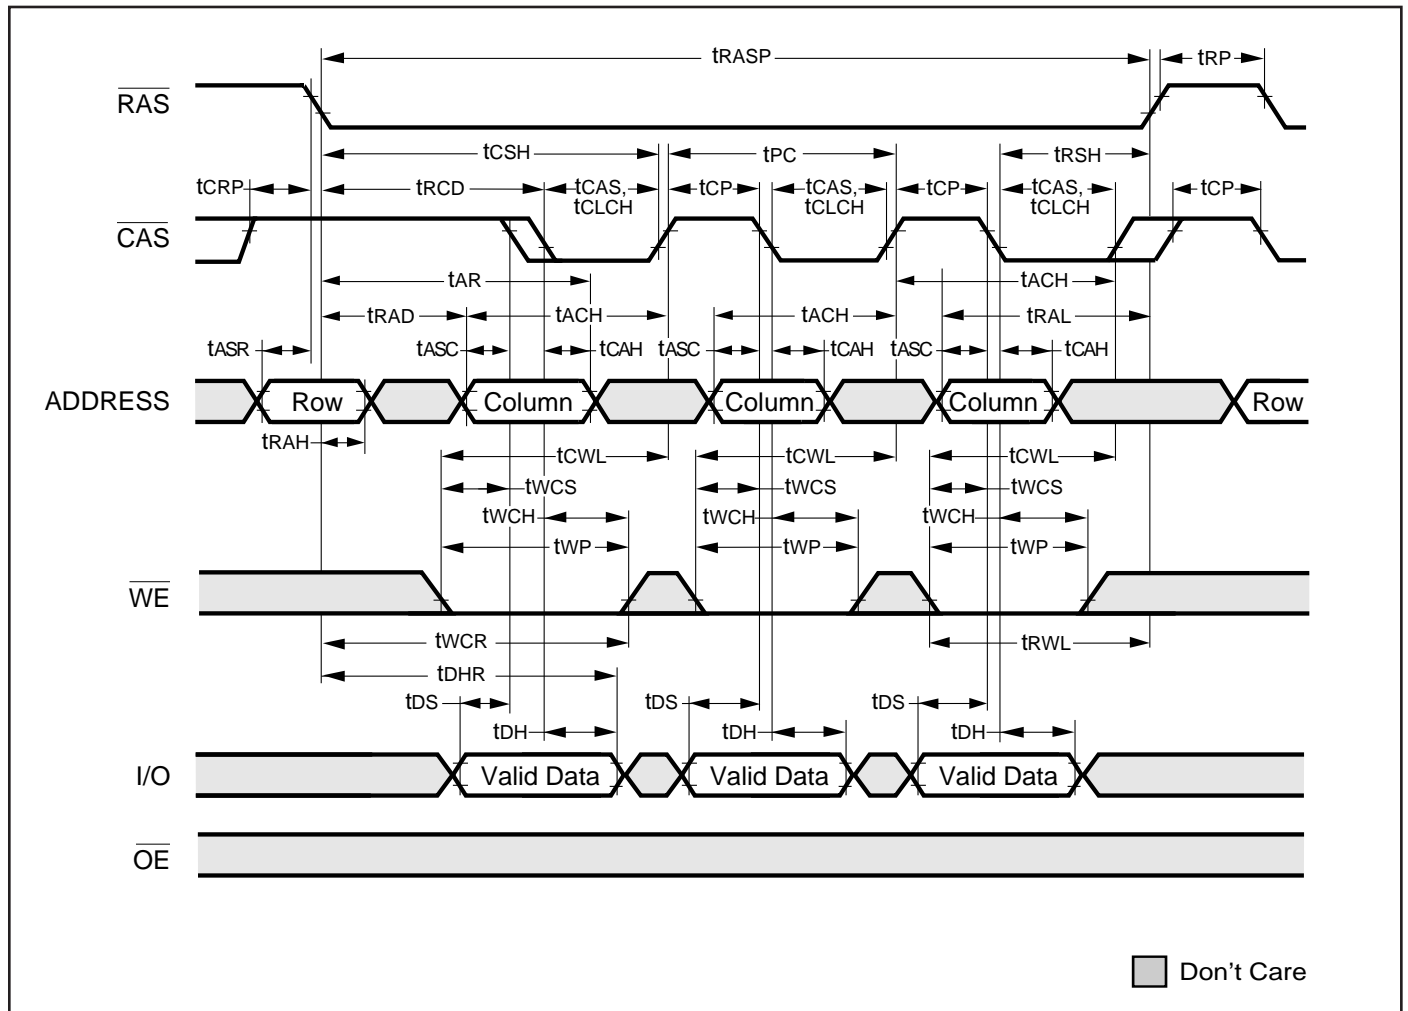 tRASP tRP
RAS
tCSH tPC tRSH
tCRP tRCD tCAS, tCP tCAS, tCP tCAS, tCP
tCLCH tCLCH tCLCH
CAS
tAR tACH
tRAD tACH tACH tRAL
tASR tASC tCAH tASC tCAH tASC tCAH
ADDRESS Row Column Column Column Row
tRAH
tCWL tCWL tCWL
tWCS tWCS tWCS
tWCH tWCH tWCH
tWP tWP tWP
WE
tWCR tRWL
tDHR
tDS tDS tDS
tDH tDH tDH
I/O Valid Data Valid Data Valid Data
OE
Don't Care